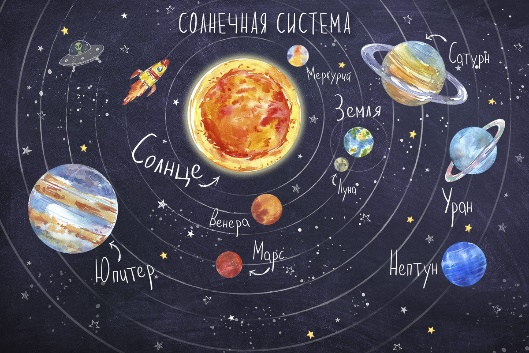 СОЛНЕЧНАЯ СИСТЕМА
Меркурий
Сатурн
Земля
Солнце
Луна
Уран
Венера
Марс
Юпитер
Нептун